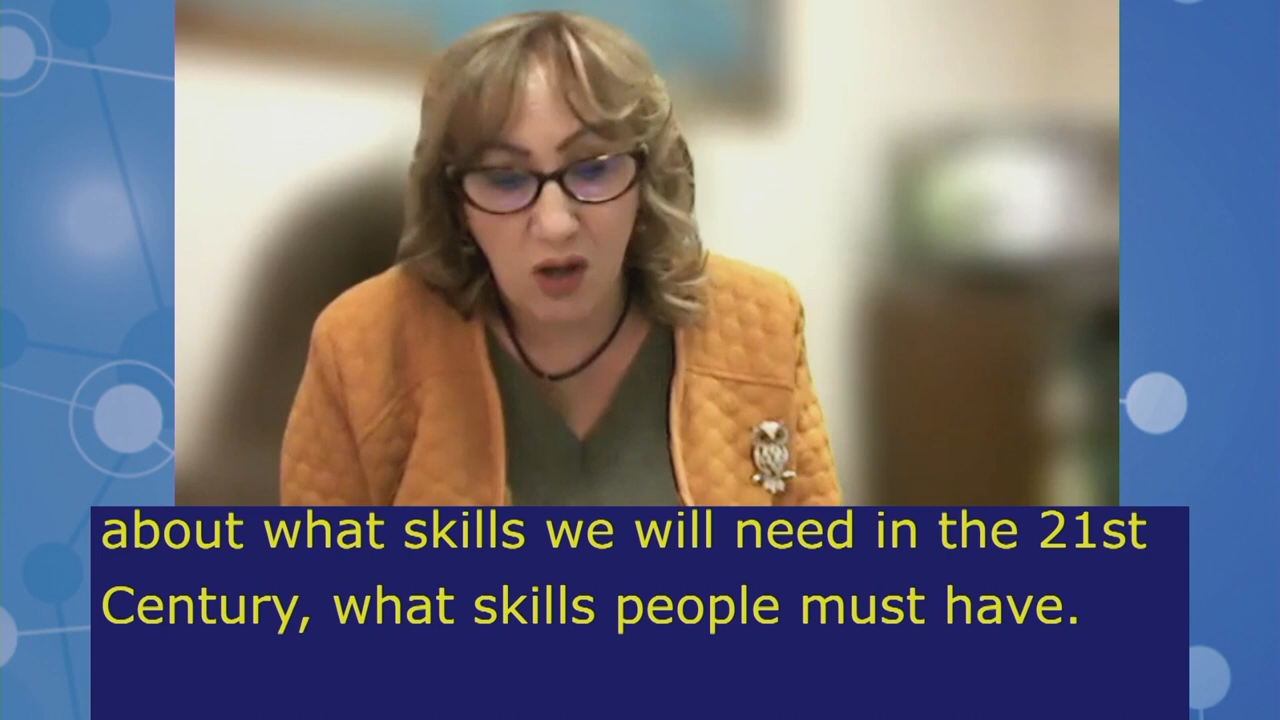 about what skills we will need in the 21st
Century, what skills people must have.